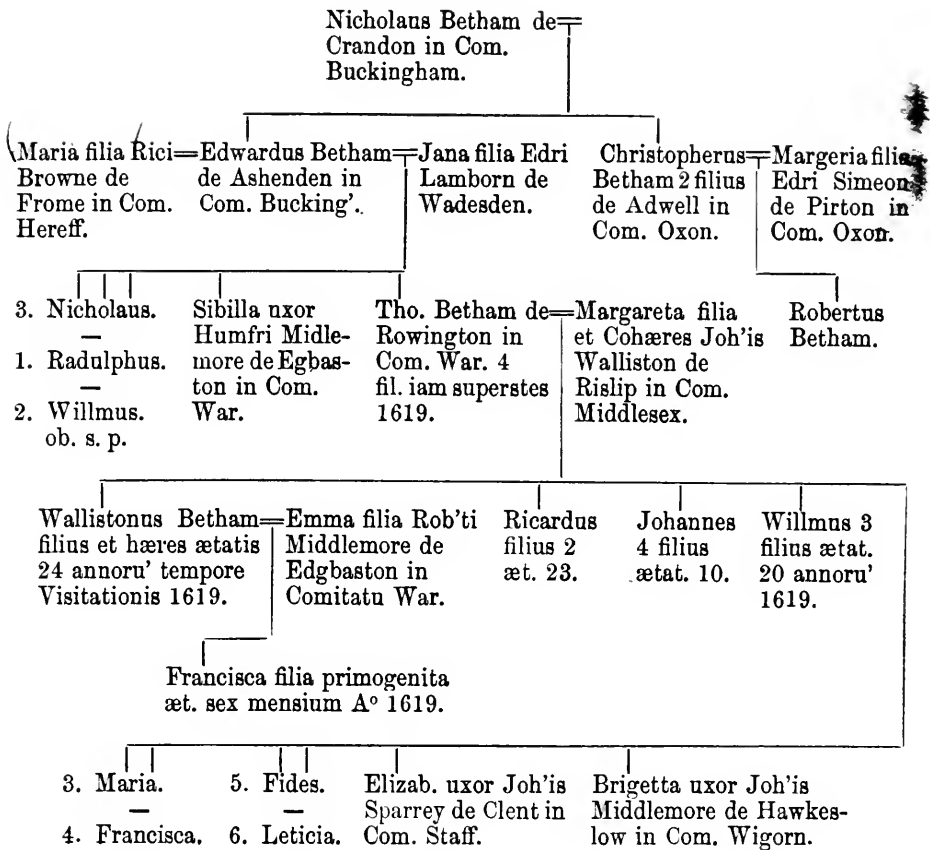 Nicholaus Betham de
Crandon in Com.
Buckingham.
Maria filia Rici
Browne de
Frome in Com.
Hereff.
Edwardus Betham
de Ashenden in
Com. Bucking'.
Jana filia Edri
Lamborn de
Wadesden.
Christopherus
Betham 2 filius
de Adwell in
Com. Oxon.
Margeria filia
Edri Simeon
de Pirton in
Com. Oxon.
3. Nicholaus.
—
1. Radulphus.
—
2. Willmus.
ob. s. p.
Sibilla uxor
Humfri Midle-
more de Egbas-
ton in Com.
War.
Tho. Betham de
Rowington in
Com. War. 4
fil. iam superstes
1619.
Margareta filia
et Cohæres Joh'is
Walliston de
Rislip in Com.
Middlesex.
Robertus
Betham.
Wallistonus Betham
filius et hæres ætatis
24 annoru' tempore
Visitationis 1619.
Emma filia Rob'ti
Middlemore de
Edgbaston in
Comitatu War.
Ricardus
filius 2
æt. 23.
Johannes
4 filius
ætat. 10.
Willmus 3
filius ætat.
20 annoru'
1619.
Francisca filia primogenita
æt. sex mensium Aº 1619.
3. Maria.
—
4. Francisca.
5. Fides.
—
6. Leticia.
Elizab. uxor Joh'is
Sparrey de Clent in
Com. Staff.
Brigetta uxor Joh'is
Middlemore de Hawkes-
low in Com. Wigorn.